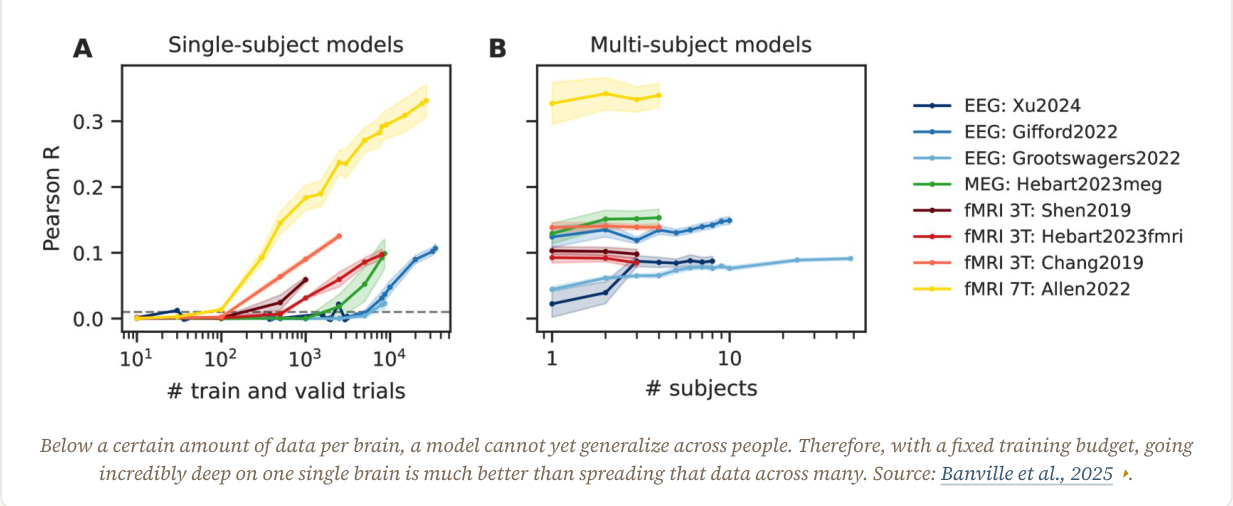 A
Single-subject models
B
Multi-subject models
Pearson R
0.3
0.2
0.1
0.0
10¹ 10² 10³ 10⁴
# train and valid trials
1 10
# subjects
EEG: Xu2024
EEG: Gifford2022
EEG: Grootswagers2022
MEG: Hebart2023meg
fMRI 3T: Shen2019
fMRI 3T: Hebart2023fmri
fMRI 3T: Chang2019
fMRI 7T: Allen2022
Below a certain amount of data per brain, a model cannot yet generalize across people. Therefore, with a fixed training budget, going
incredibly deep on one single brain is much better than spreading that data across many. Source: Banville et al., 2025 .